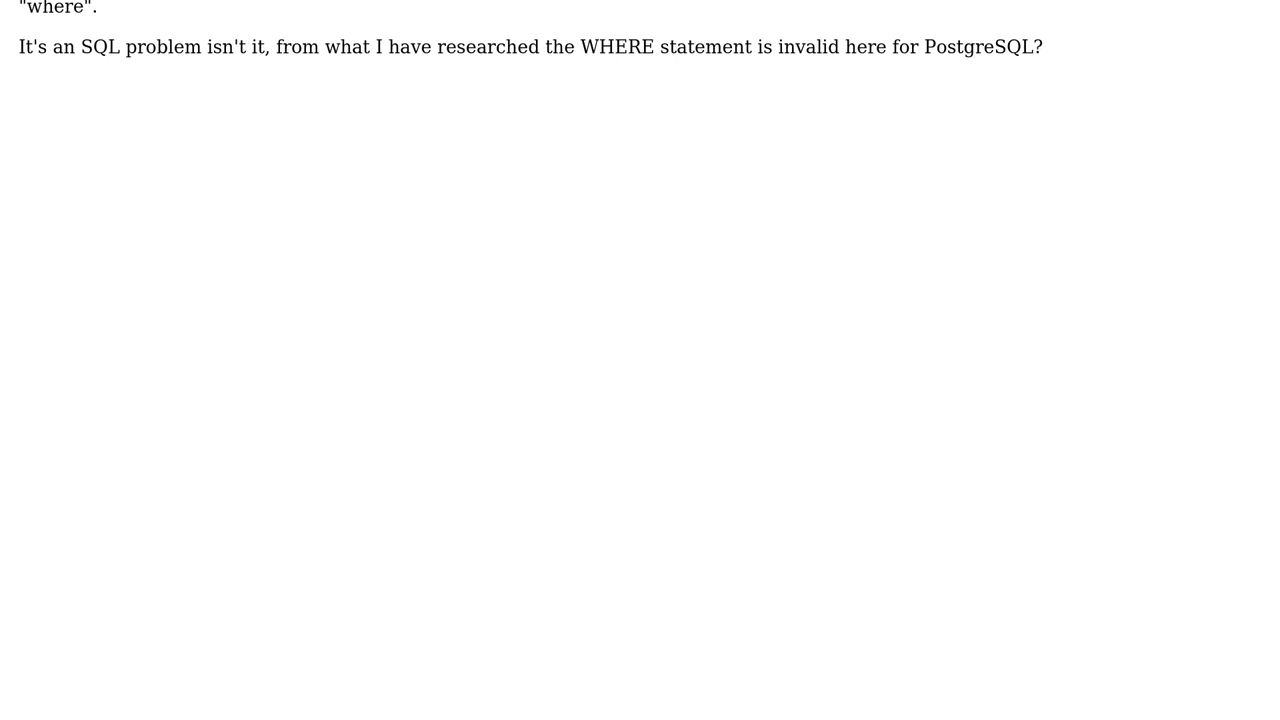 "where".
It's an SQL problem isn't it, from what I have researched the WHERE statement is invalid here for PostgreSQL?